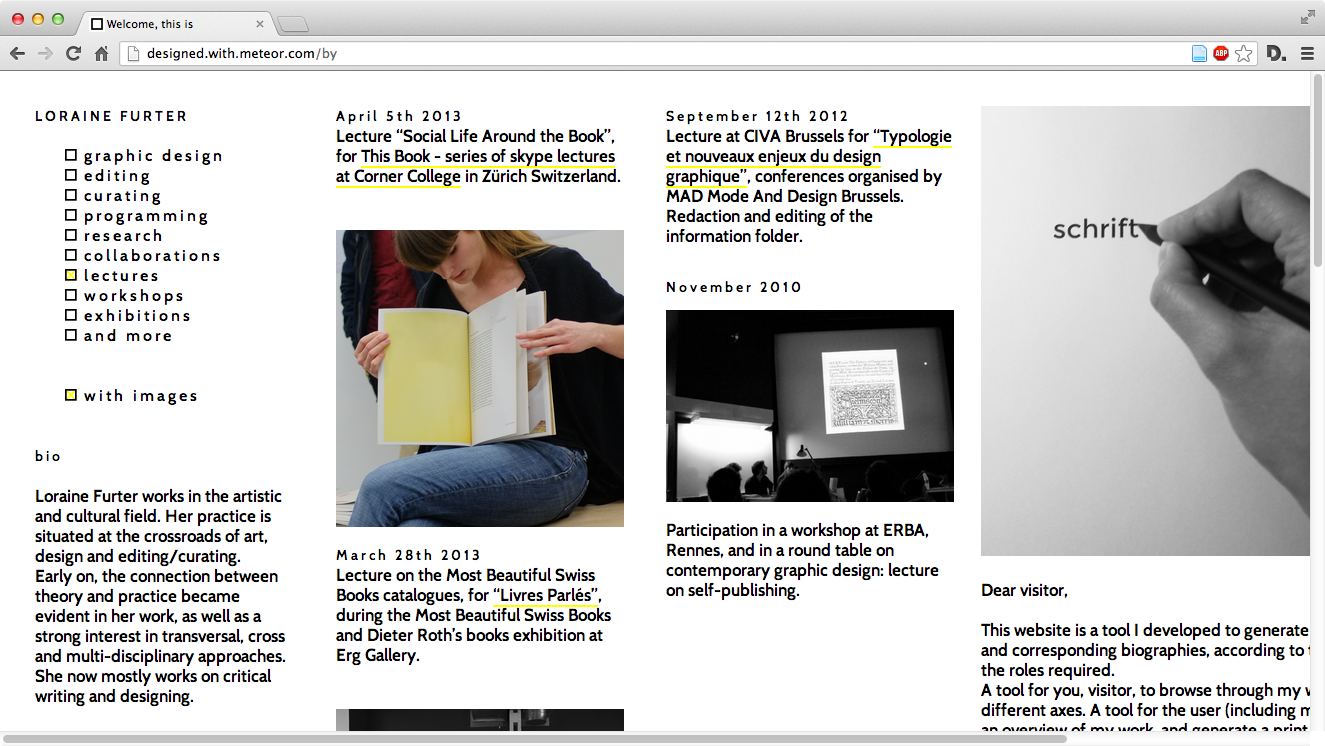 Welcome, this is
designed.with.meteor.com/by
ABP
D.
LORAINE FURTER
graphic design
editing
curating
programming
research
collaborations
lectures
workshops
exhibitions
and more
with images
bio
Loraine Furter works in the artistic
and cultural field. Her practice is
situated at the crossroads of art,
design and editing/curating.
Early on, the connection between
theory and practice became
evident in her work, as well as a
strong interest in transversal, cross
and multi-disciplinary approaches.
She now mostly works on critical
writing and designing.
April 5th 2013
Lecture “Social Life Around the Book”,
for This Book - series of skype lectures
at Corner College in Zürich Switzerland.
March 28th 2013
Lecture on the Most Beautiful Swiss
Books catalogues, for “Livres Parlés”,
during the Most Beautiful Swiss Books
and Dieter Roth’s books exhibition at
Erg Gallery.
September 12th 2012
Lecture at CIVA Brussels for “Typologie
et nouveaux enjeux du design
graphique”, conferences organised by
MAD Mode And Design Brussels.
Redaction and editing of the
information folder.
November 2010
Participation in a workshop at ERBA,
Rennes, and in a round table on
contemporary graphic design: lecture
on self-publishing.
schrift
Dear visitor,
This website is a tool I developed to generate
and corresponding biographies, according to
the roles required.
A tool for you, visitor, to browse through my
different axes. A tool for the user (including
an overview of my work, and generate a print